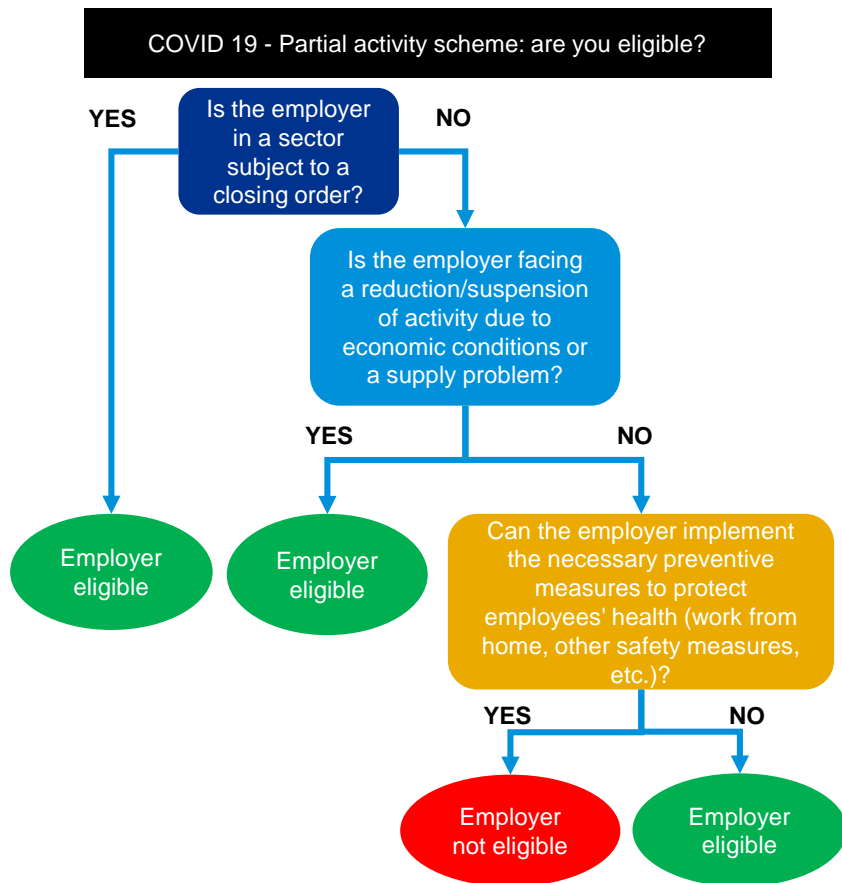 COVID 19 - Partial activity scheme: are you eligible?
YES
Is the employer
in a sector
subject to a
closing order?
NO
Is the employer facing
a reduction/suspension
of activity due to
economic conditions or
a supply problem?
YES
NO
Employer
eligible
Employer
eligible
Can the employer implement
the necessary preventive
measures to protect
employees' health (work from
home, other safety measures,
etc.)?
YES
NO
Employer
not eligible
Employer
eligible